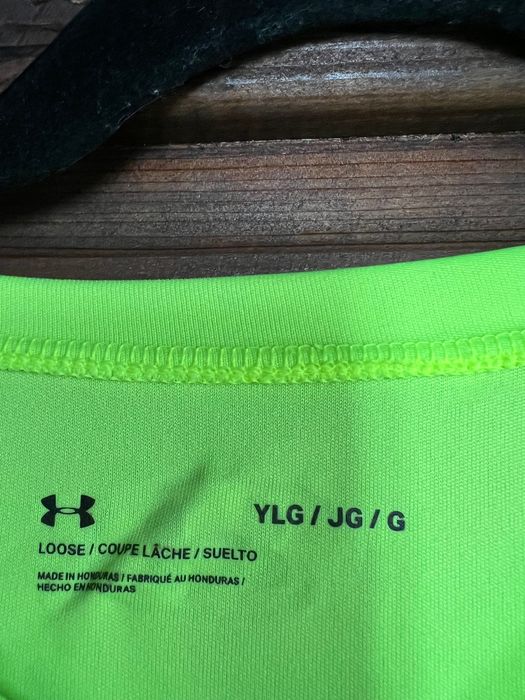 YLG / JG / G
LOOSE / COUPE LÂCHE / SUELTO
MADE IN HONDURAS / FABRIQUÉ AU HONDURAS /
HECHO EN HONDURAS